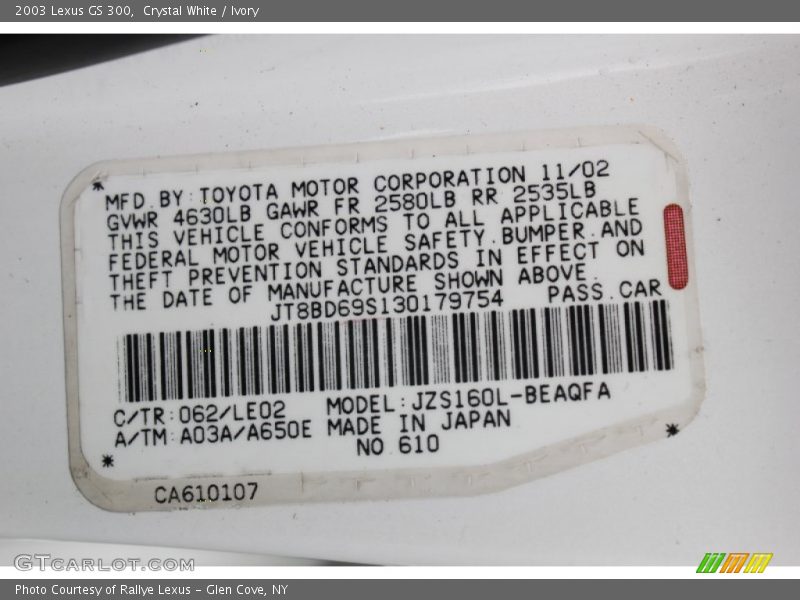 2003 Lexus GS 300, Crystal White / Ivory
MFD.BY:TOYOTA MOTOR CORPORATION 11/02
GVWR 4630LB GAWR FR 2580LB RR 2535LB
THIS VEHICLE CONFORMS TO ALL APPLICABLE
FEDERAL MOTOR VEHICLE SAFETY.BUMPER.AND
THEFT PREVENTION STANDARDS IN EFFECT ON
THE DATE OF MANUFACTURE SHOWN ABOVE.
JT8BD69S130179754 PASS.CAR
C/TR:062/LE02 MODEL:JZS160L-BEAQFA
A/TM:A03A/A650E MADE IN JAPAN
NO.610
CA610107
GTCARLOT.COM
Photo Courtesy of Rallye Lexus - Glen Cove, NY